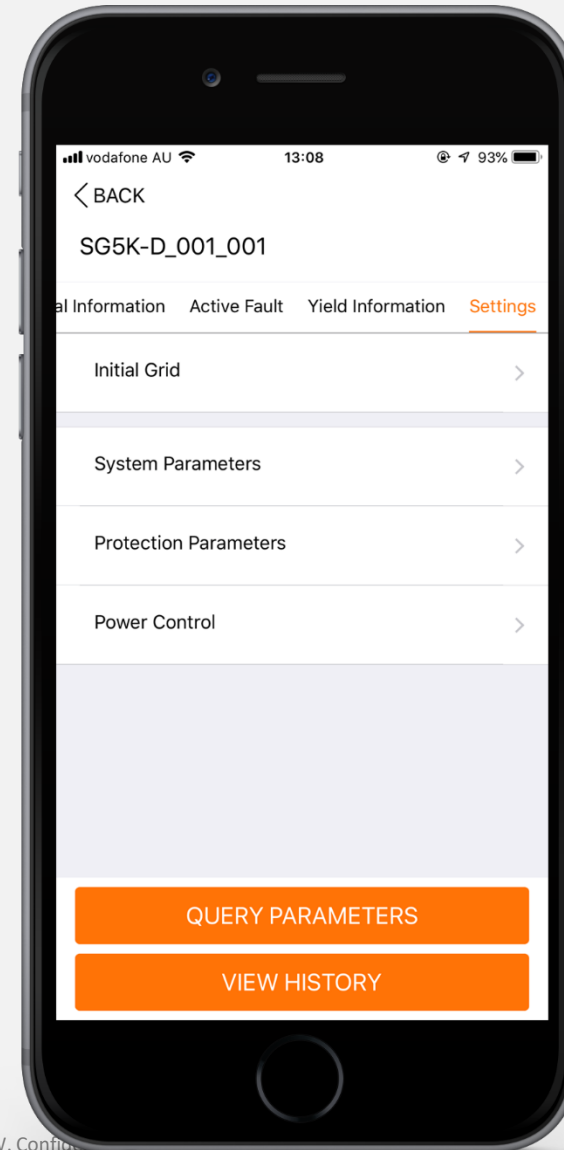 vodafone AU 13:08 93%
BACK
SG5K-D_001_001
al Information Active Fault Yield Information Settings
Initial Grid
System Parameters
Protection Parameters
Power Control
QUERY PARAMETERS
VIEW HISTORY